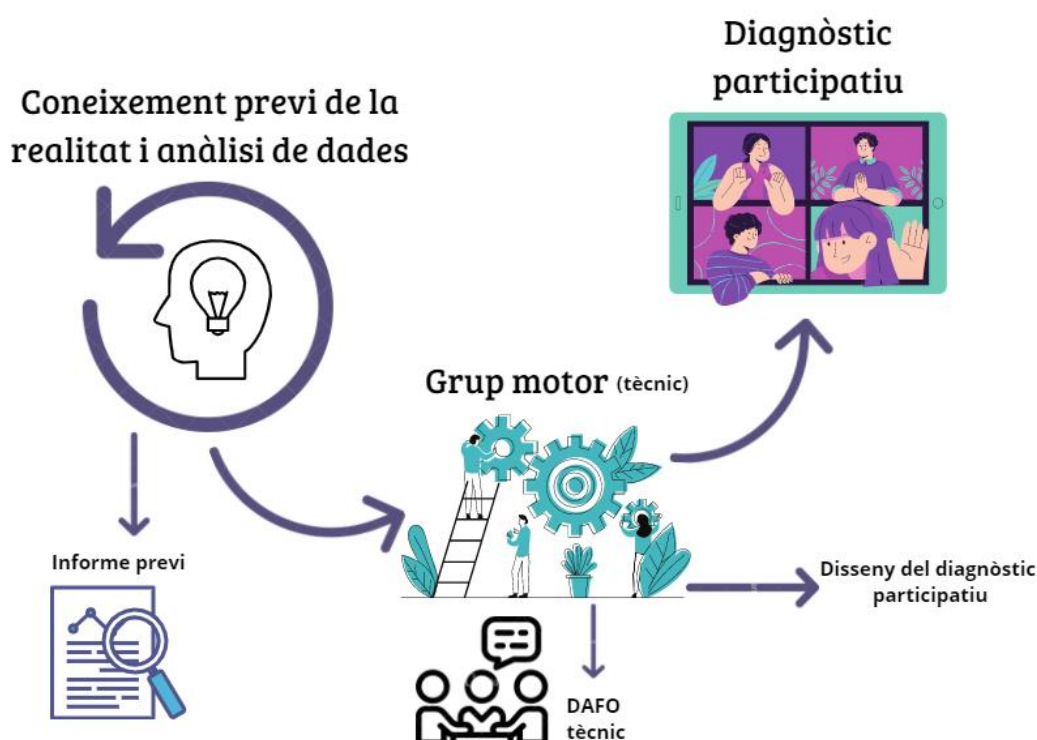 Diagnòstic
participatiu
Coneixement previ de la
realitat i anàlisi de dades
Grup motor (tècnic)
Informe previ
Disseny del diagnòstic
participatiu
DAFO
tècnic